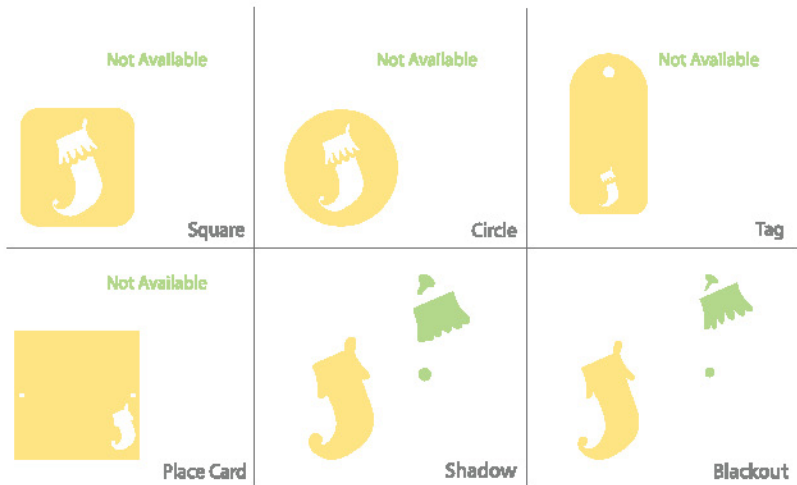 Not Available
Not Available
Not Available
Square
Circle
Tag
Not Available
Place Card
Shadow
Blackout